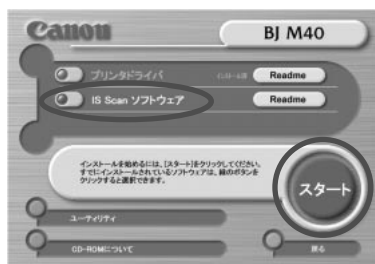 Canon
BJ M40
プリンタドライバ
Readme
IS Scan ソフトウェア
Readme
インストールを始めるには、[スタート]をクリックしてください。
すでにインストールされているソフトウェアは、緑のボタンを
クリックすると選択できます。
スタート
ユーティリティ
CD-ROMについて
戻る